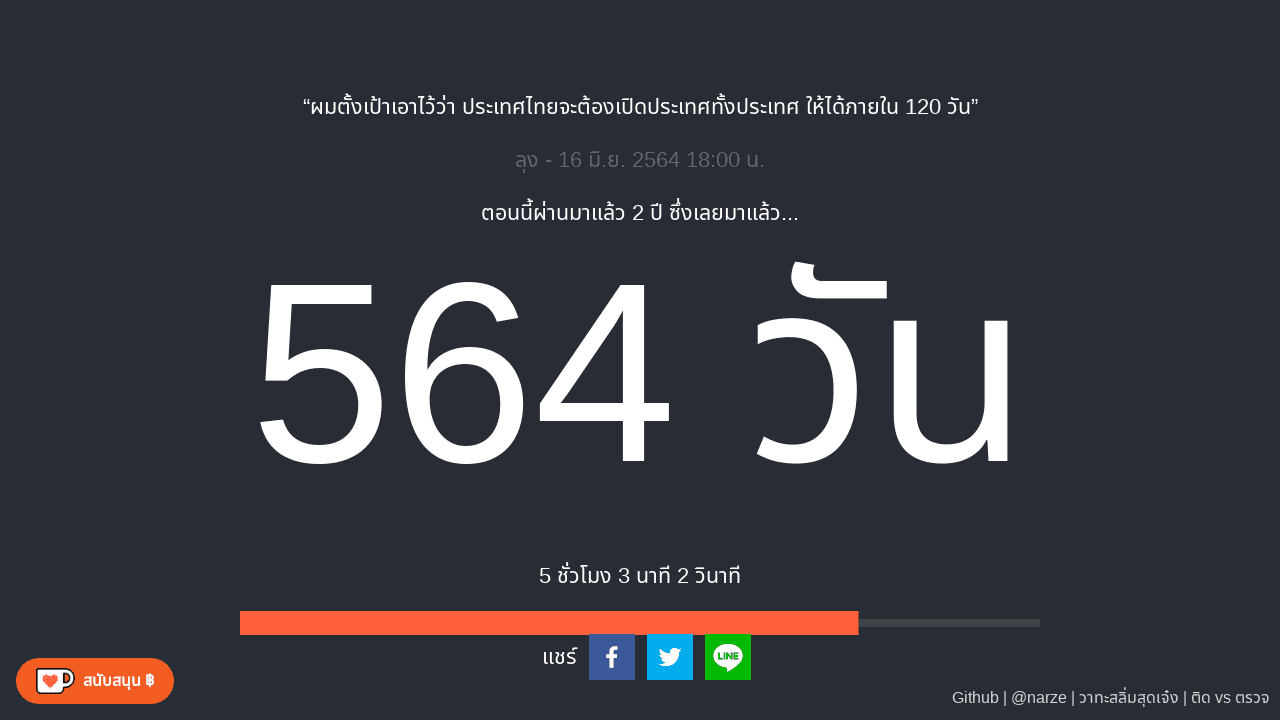 “ผมตั้งเป้าเอาไว้ว่า ประเทศไทยจะต้องเปิดประเทศทั้งประเทศ ให้ได้ภายใน 120 วัน”
ลุง - 16 มิ.ย. 2564 18:00 น.
ตอนนี้ผ่านมาแล้ว 2 ปี ซึ่งเลยมาแล้ว...
564 วัน
5 ชั่วโมง 3 นาที 2 วินาที
แชร์
LINE
สนับสนุน ฿
Github | @narze | วาทะสลิ่มสุดเจ๋ง | ติด vs ตรวจ